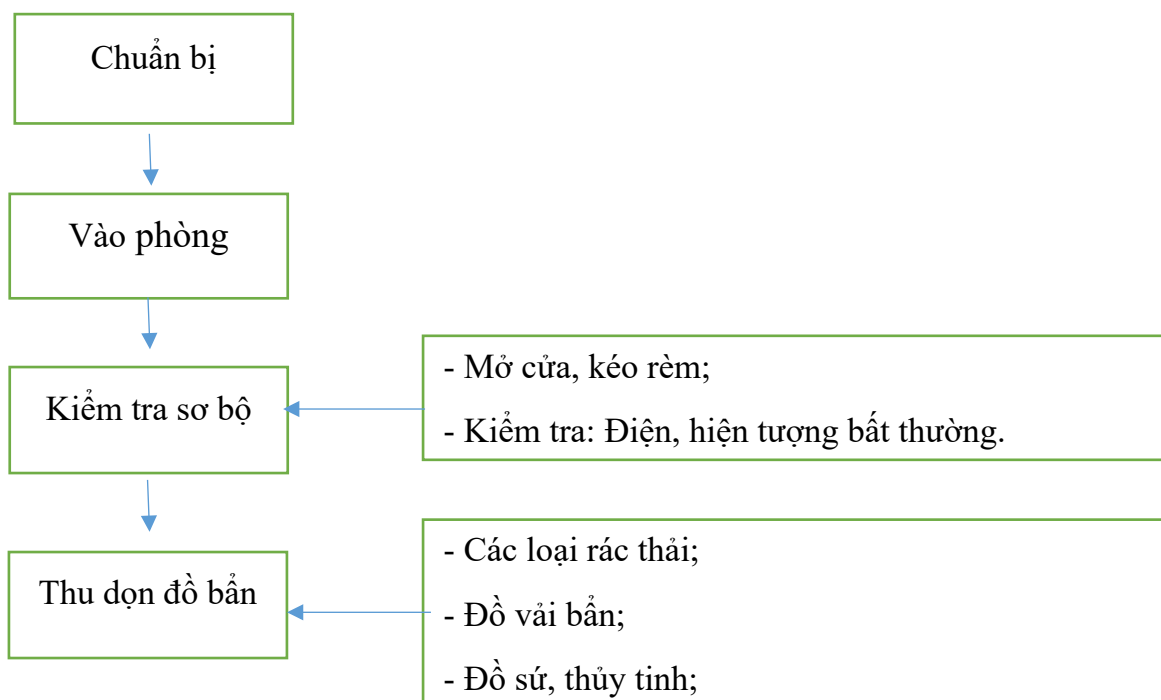 Chuẩn bị
Vào phòng
Kiểm tra sơ bộ
- Mở cửa, kéo rèm;
- Kiểm tra: Điện, hiện tượng bất thường.
Thu dọn đồ bẩn
- Các loại rác thải;
- Đồ vải bẩn;
- Đồ sứ, thủy tinh;